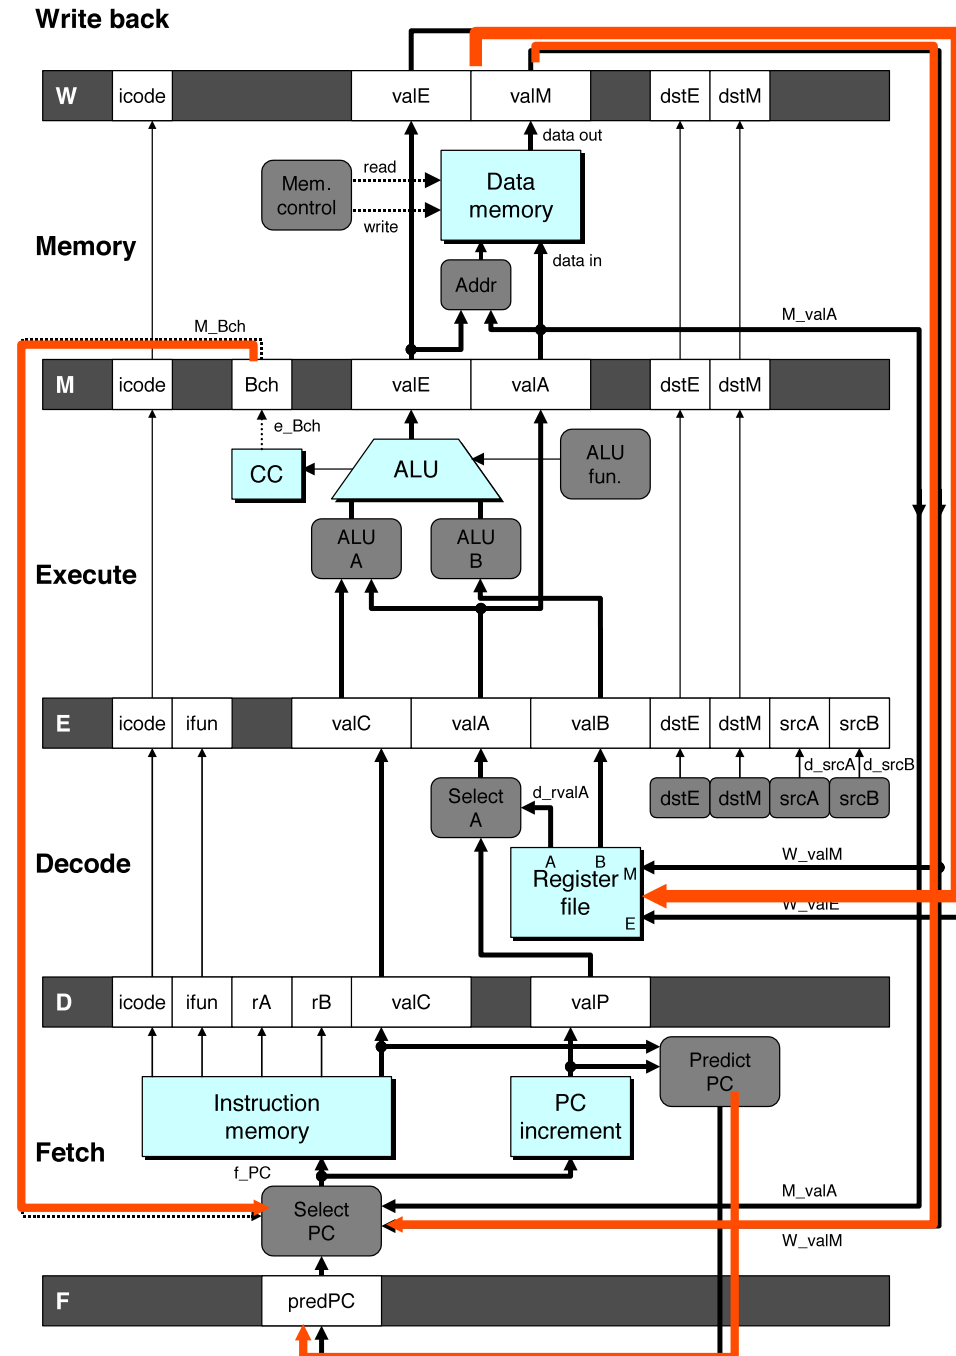 Write back
W icode valE valM dstE dstM
data out
read
Mem.
control
Data
memory
write
Memory
data in
Addr
M_valA
M_Bch
M icode Bch valE valA dstE dstM
e_Bch
CC
ALU
ALU
fun.
ALU
A
ALU
B
Execute
E icode ifun valC valA valB dstE dstM srcA srcB
d_srcA d_srcB
Select
A
d_rvalA
dstE dstM srcA srcB
Decode
A B
M
Register
file
E
W_valM
W_valE
D icode ifun rA rB valC valP
Predict
PC
Instruction
memory
PC
increment
Fetch
f_PC
Select
PC
M_valA
W_valM
F predPC